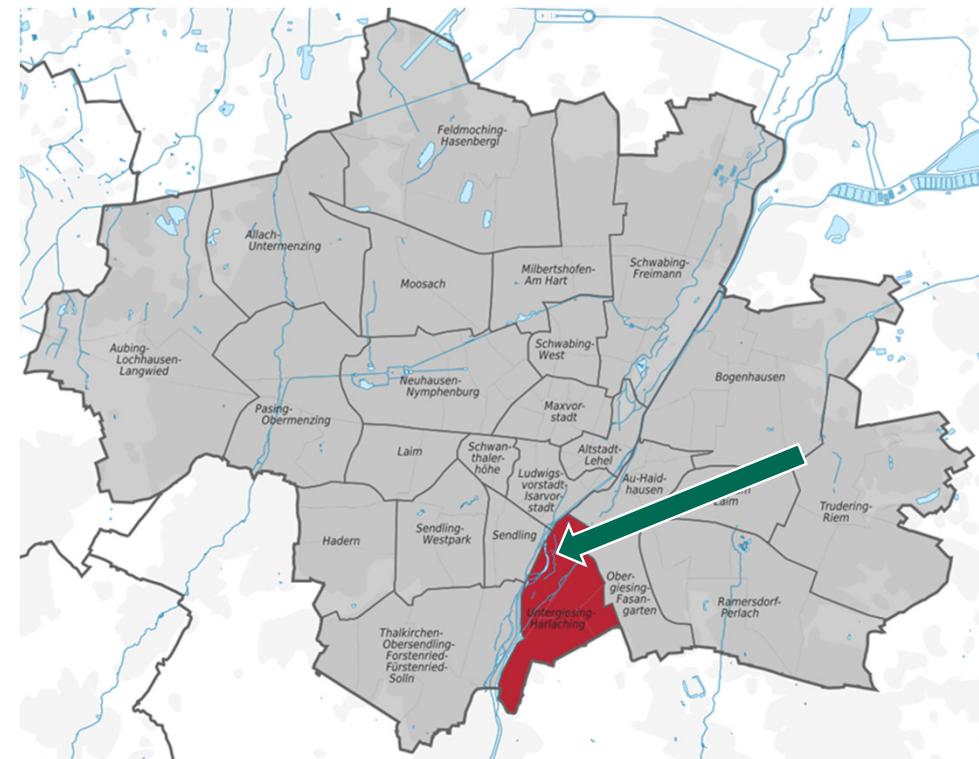 Feldmoching-
Hasenbergl
Allach-
Untermenzing
Moosach
Milbertshofen-
Am Hart
Schwabing-
Freimann
Aubing-
Lochhausen-
Langwied
Schwabing-
West
Neuhausen-
Nymphenburg
Bogenhausen
Pasing-
Obermenzing
Maxvor-
stadt
Laim
Schwan-
thaler-
höhe
Altstadt-
Lehel
Ludwigs-
vorstadt-
Isarvor-
stadt
Au-Haid-
hausen
Laim
Trudering-
Riem
Hadern
Sendling-
Westpark
Sendling
Ober-
giesing-
Fasan-
garten
Untergiesing-
Harlaching
Ramersdorf-
Perlach
Thalkirchen-
Obersendling-
Forstenried-
Fürstenried-
Solln